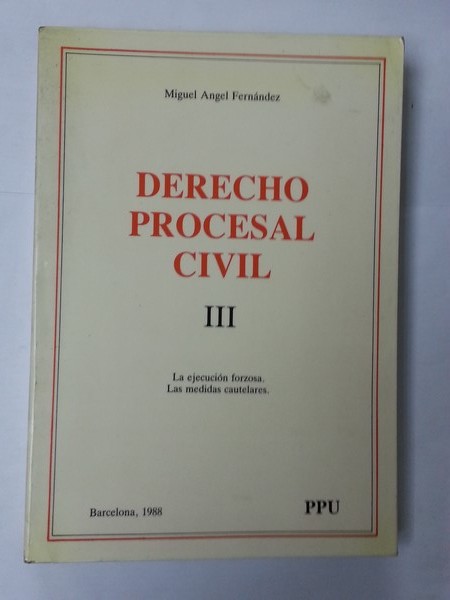 Miguel Angel Fernández
DERECHO
PROCESAL
CIVIL
III
La ejecución forzosa.
Las medidas cautelares.
Barcelona, 1988
PPU